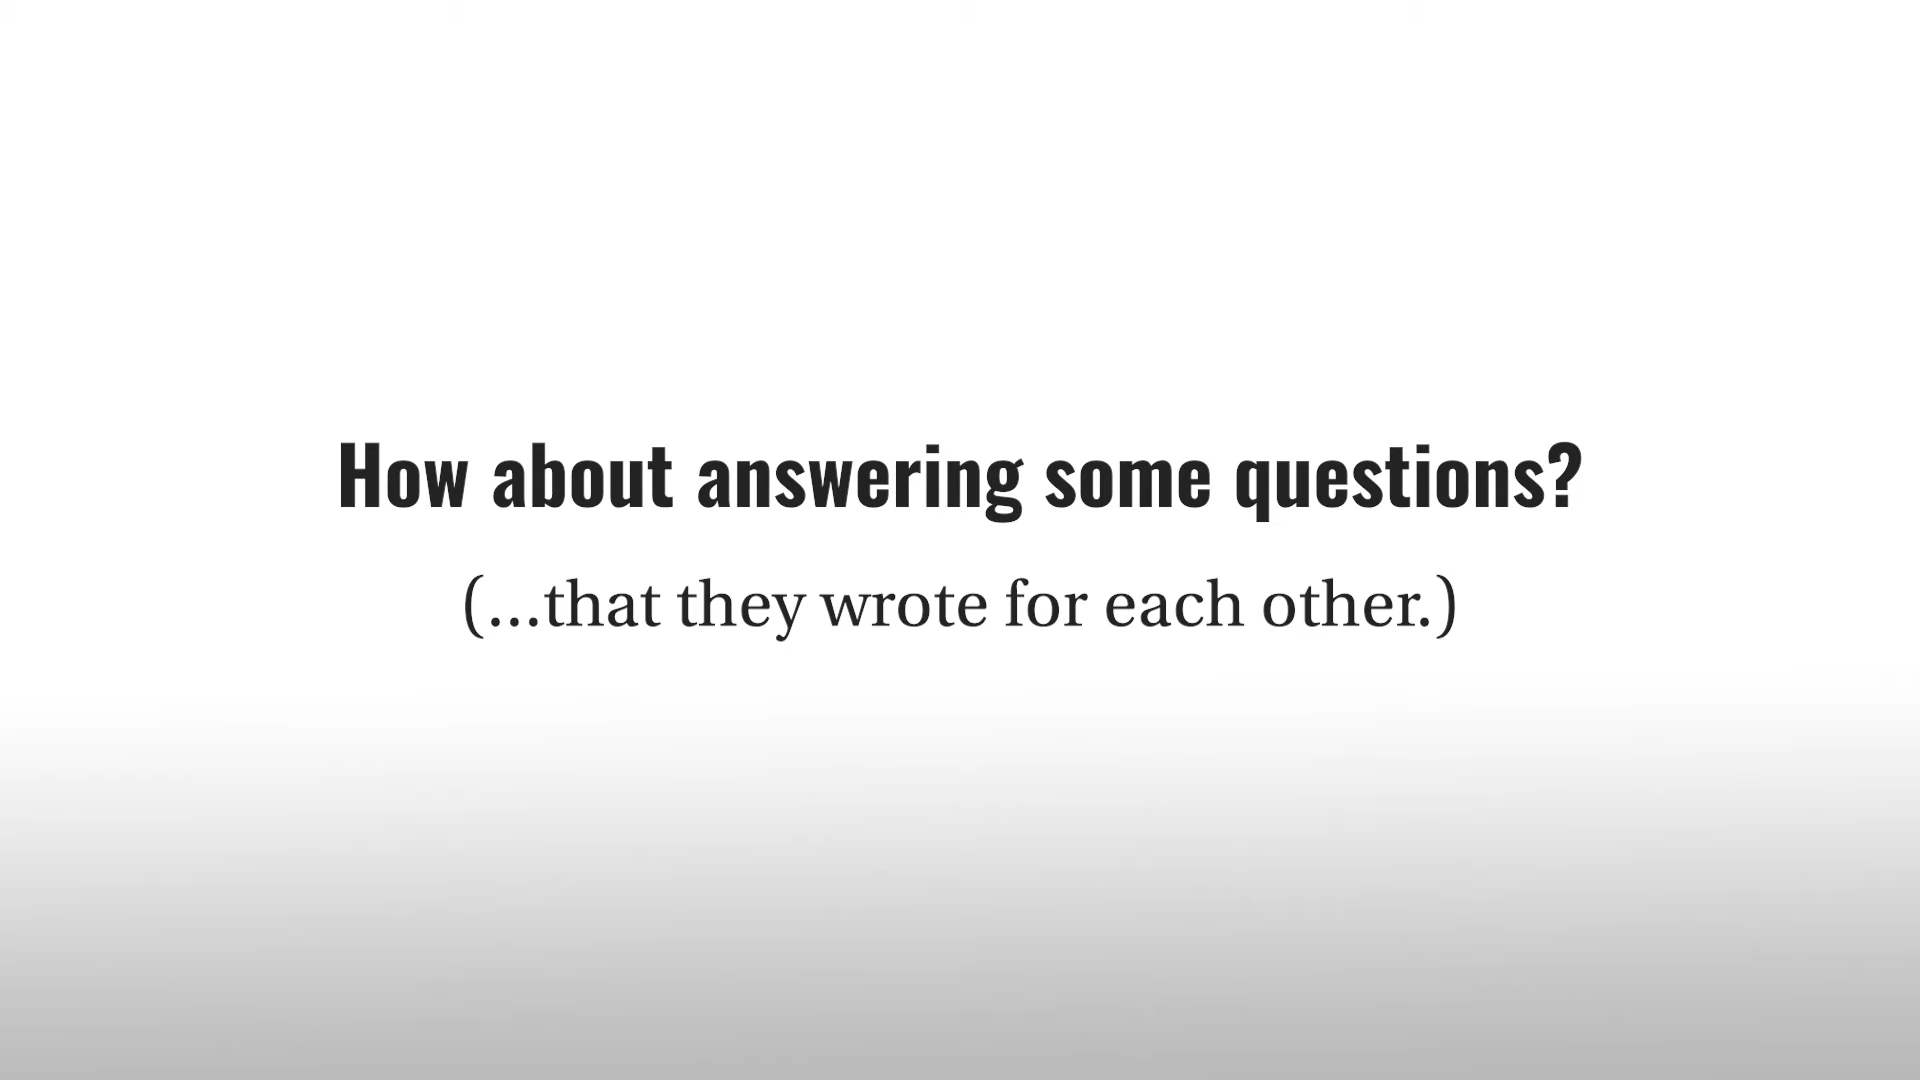 How about answering some questions?
(...that they wrote for each other.)